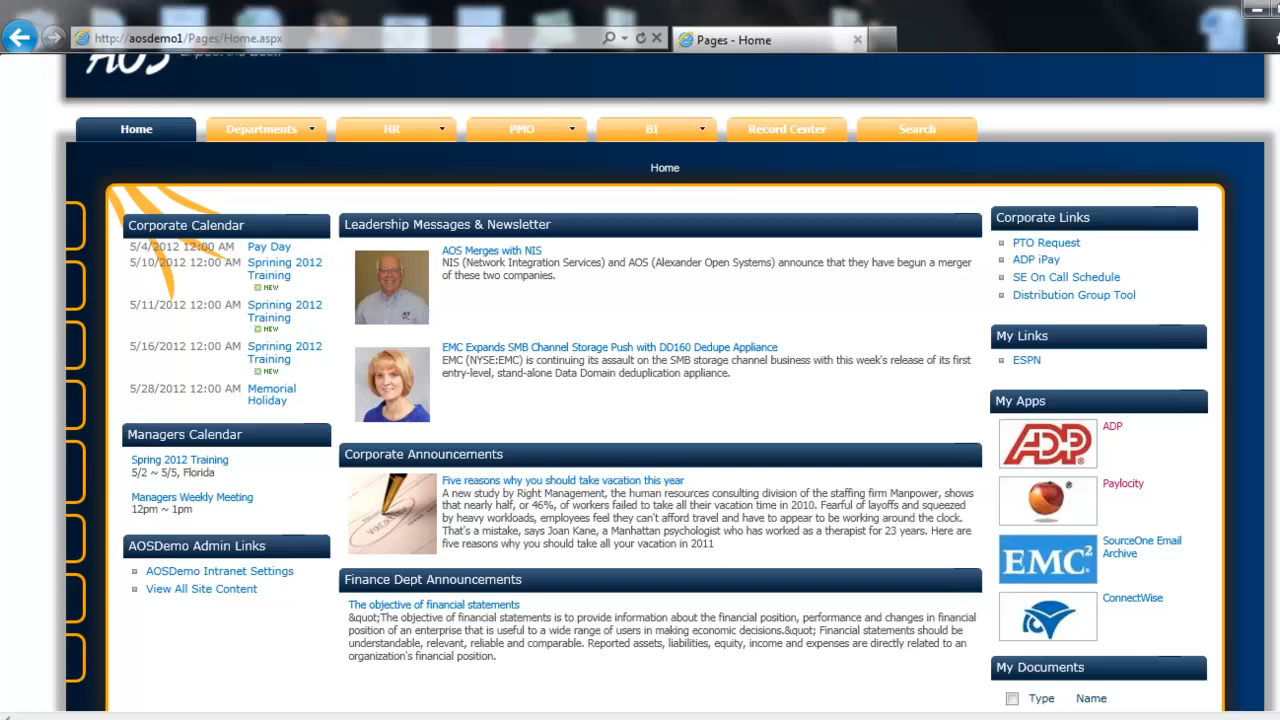 http://aosdemo1/Pages/Home.aspx
Pages - Home
AOS
Home
Departments
HR
PMO
BI
Record Center
Search
Home
Corporate Calendar
5/4/2012 12:00 AM Pay Day
5/10/2012 12:00 AM Sprining 2012
Training
NEW
5/11/2012 12:00 AM Sprining 2012
Training
NEW
5/16/2012 12:00 AM Sprining 2012
Training
NEW
5/28/2012 12:00 AM Memorial
Holiday
Managers Calendar
Spring 2012 Training
5/2 ~ 5/5, Florida
Managers Weekly Meeting
12pm ~ 1pm
AOSDemo Admin Links
AOSDemo Intranet Settings
View All Site Content
Leadership Messages & Newsletter
AOS Merges with NIS
NIS (Network Integration Services) and AOS (Alexander Open Systems) announce that they have begun a merger
of these two companies.
EMC Expands SMB Channel Storage Push with DD160 Dedupe Appliance
EMC (NYSE:EMC) is continuing its assault on the SMB storage channel business with this week's release of its first
entry-level, stand-alone Data Domain deduplication appliance.
Corporate Announcements
Five reasons why you should take vacation this year
A new study by Right Management, the human resources consulting division of the staffing firm Manpower, shows
that nearly half, or 46%, of workers failed to take all their vacation time in 2010. Fearful of layoffs and squeezed
by heavy workloads, employees feel they can't afford travel and have to appear to be working around the clock.
That's a mistake, says Joan Kane, a Manhattan psychologist who has worked as a therapist for 23 years. Here are
five reasons why you should take all your vacation in 2011
Finance Dept Announcements
The objective of financial statements
&quot;The objective of financial statements is to provide information about the financial position, performance and changes in financial
position of an enterprise that is useful to a wide range of users in making economic decisions.&quot; Financial statements should be
understandable, relevant, reliable and comparable. Reported assets, liabilities, equity, income and expenses are directly related to an
organization's financial position.
Corporate Links
PTO Request
ADP iPay
SE On Call Schedule
Distribution Group Tool
My Links
ESPN
My Apps
ADP
ADP
Paylocity
EMC²
SourceOne Email
Archive
ConnectWise
My Documents
Type Name